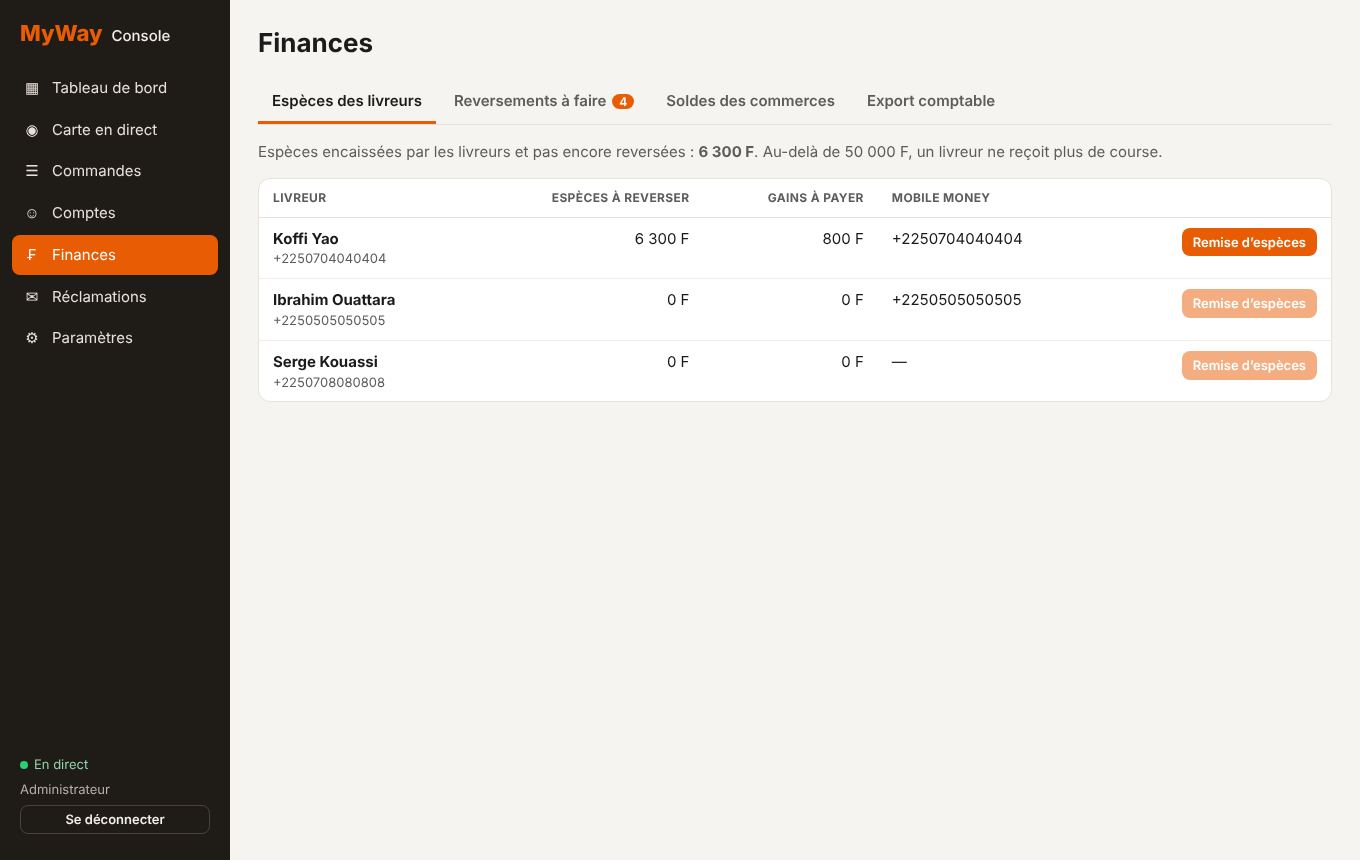 MyWay Console
Tableau de bord
Carte en direct
Commandes
Comptes
₣ Finances
Réclamations
Paramètres
En direct
Administrateur
Se déconnecter
Finances
Espèces des livreurs Reversements à faire 4 Soldes des commerces Export comptable
Espèces encaissées par les livreurs et pas encore reversées : 6 300 F. Au-delà de 50 000 F, un livreur ne reçoit plus de course.
LIVREUR ESPÈCES À REVERSER GAINS À PAYER MOBILE MONEY
Koffi Yao 6 300 F 800 F +2250704040404 Remise d’espèces
+2250704040404
Ibrahim Ouattara 0 F 0 F +2250505050505 Remise d’espèces
+2250505050505
Serge Kouassi 0 F 0 F — Remise d’espèces
+2250708080808